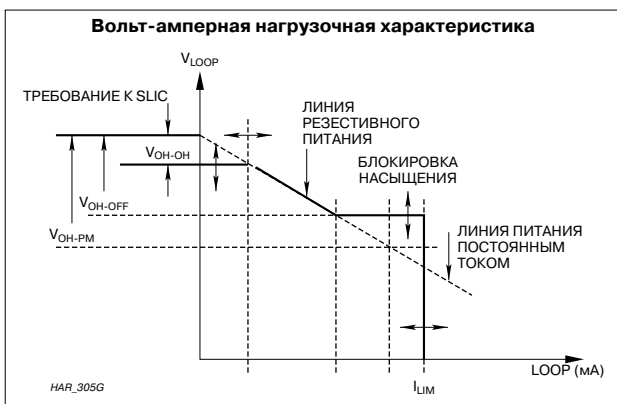 Вольт-амперная нагрузочная характеристика
VLOOP
ТРЕБОВАНИЕ К SLIC
ЛИНИЯ
РЕЗЕСТИВНОГО
ПИТАНИЯ
БЛОКИРОВКА
НАСЫЩЕНИЯ
VOH-OH
VOH-OFF
VOH-PM
ЛИНИЯ ПИТАНИЯ
ПОСТОЯННЫМ
ТОКОМ
HAR_305G
ILIM
LOOP (мА)